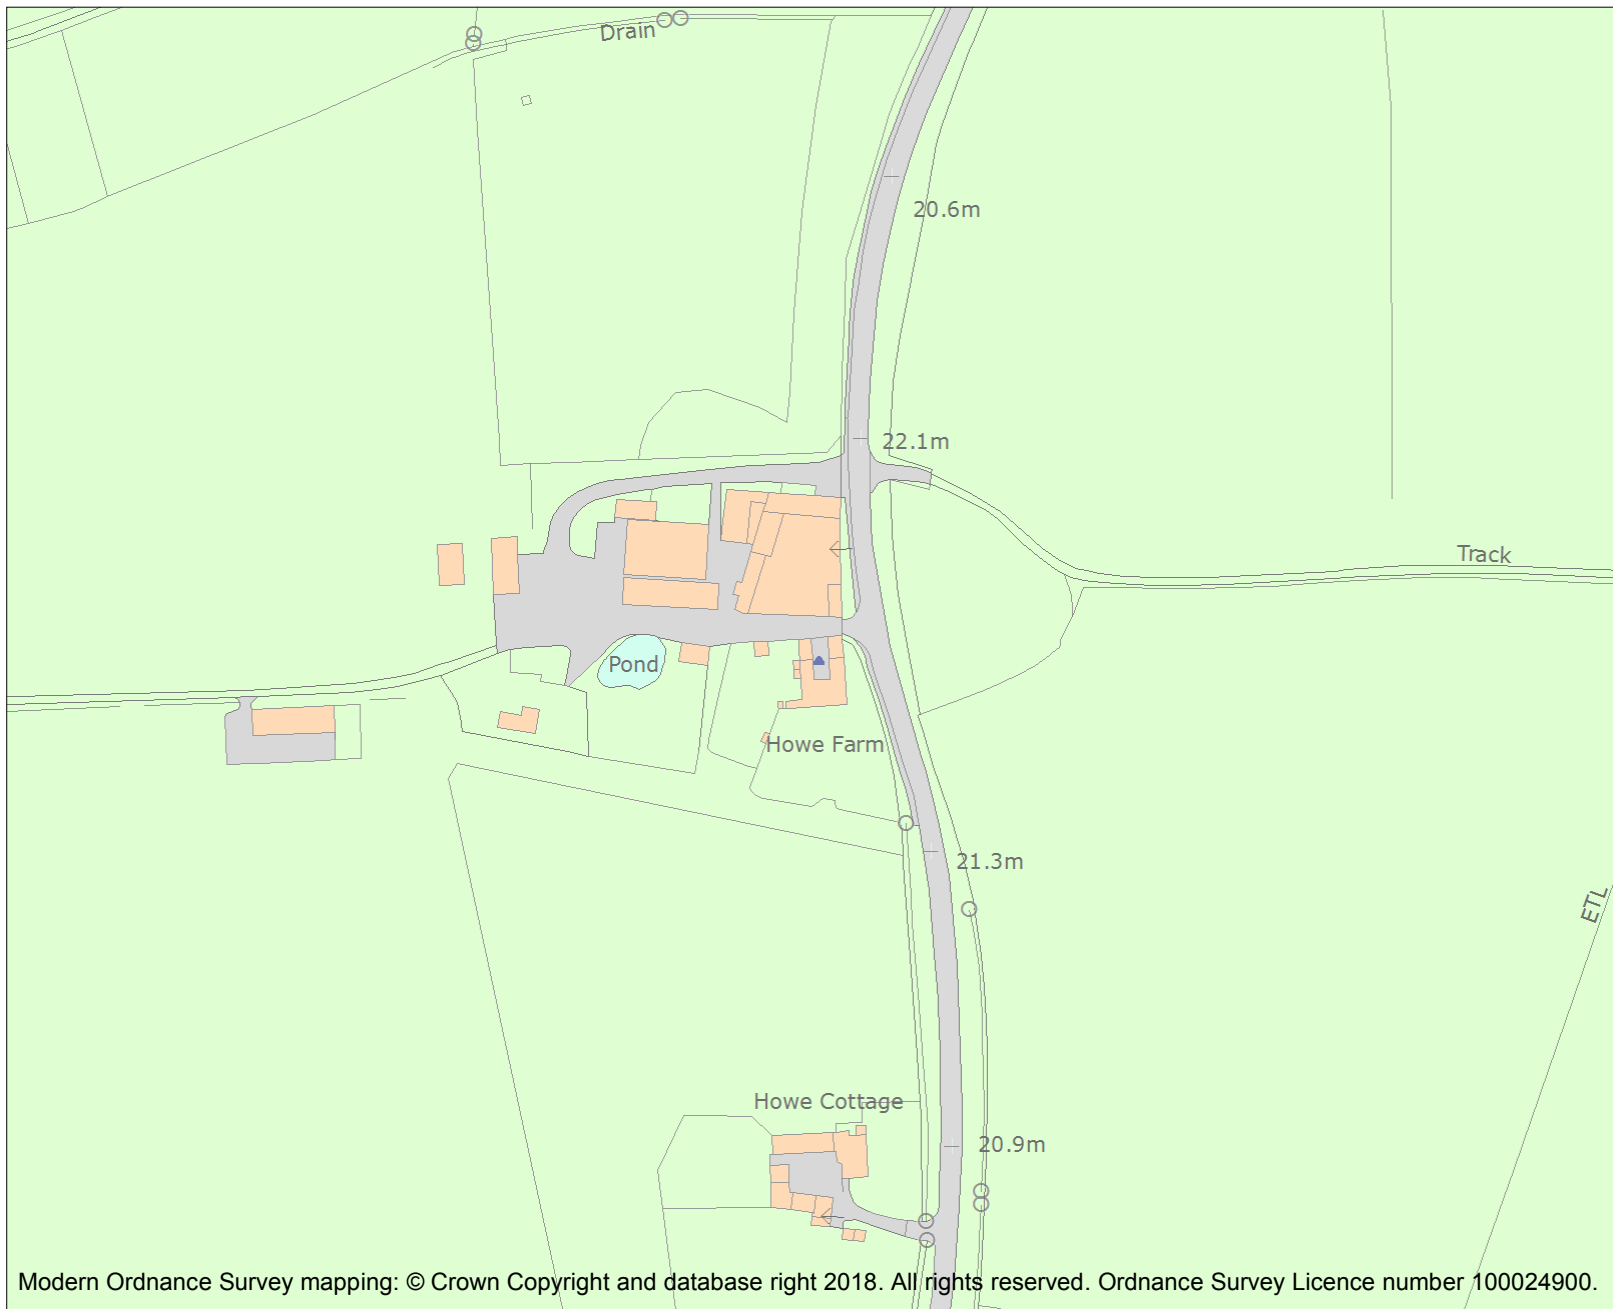 Drain
20.6m
22.1m
Track
Pond
Howe Farm
21.3m
ETL
Howe Cottage
20.9m
Modern Ordnance Survey mapping: © Crown Copyright and database right 2018. All rights reserved. Ordnance Survey Licence number 100024900.